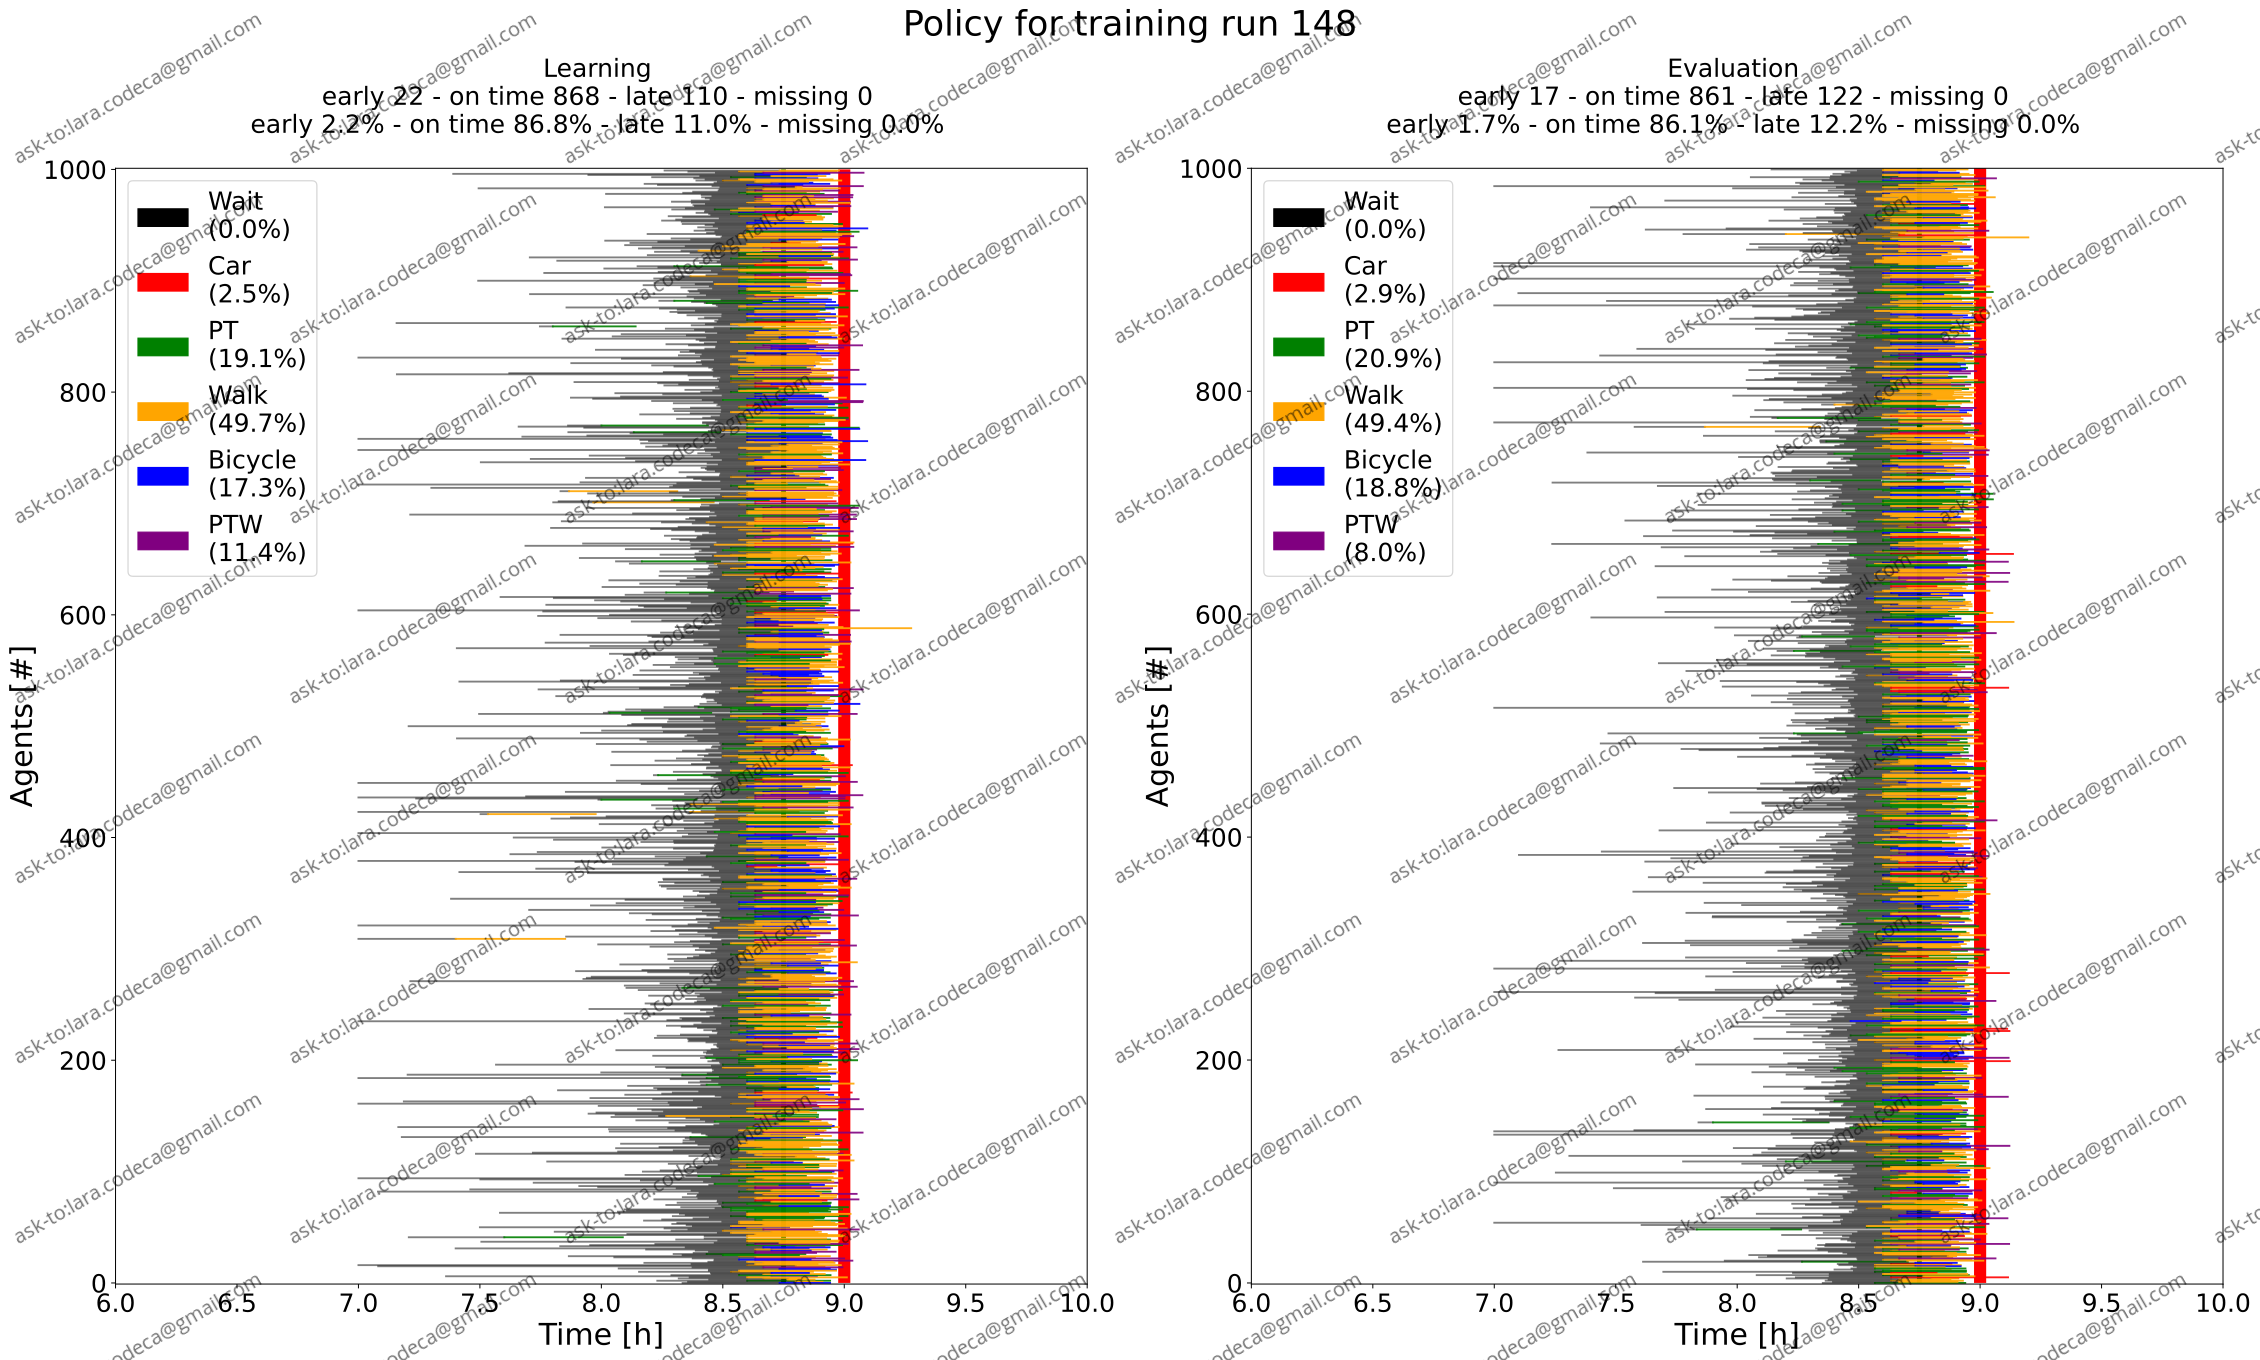 Policy for training run 148
Learning
early 22 - on time 868 - late 110 - missing 0
early 2.2% - on time 86.8% - late 11.0% - missing 0.0%
1000
800
600
400
200
0
Agents [#]
Wait
(0.0%)
Car
(2.5%)
PT
(19.1%)
Walk
(49.7%)
Bicycle
(17.3%)
PTW
(11.4%)
6.0 6.5 7.0 7.5 8.0 8.5 9.0 9.5 10.0
Time [h]
Evaluation
early 17 - on time 861 - late 122 - missing 0
early 1.7% - on time 86.1% - late 12.2% - missing 0.0%
1000
800
600
400
200
0
Agents [#]
Wait
(0.0%)
Car
(2.9%)
PT
(20.9%)
Walk
(49.4%)
Bicycle
(18.8%)
PTW
(8.0%)
6.0 6.5 7.0 7.5 8.0 8.5 9.0 9.5 10.0
Time [h]
ask-to:lara.codeca@gmail.com